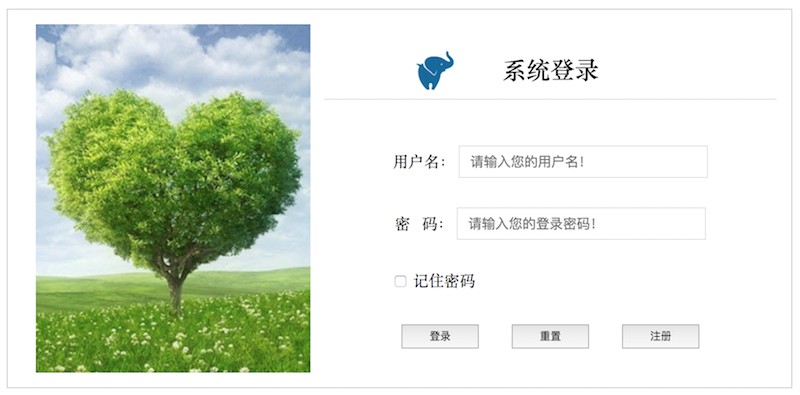 系统登录
用户名： 请输入您的用户名！
密 码： 请输入您的登录密码！
记住密码
登录 重置 注册